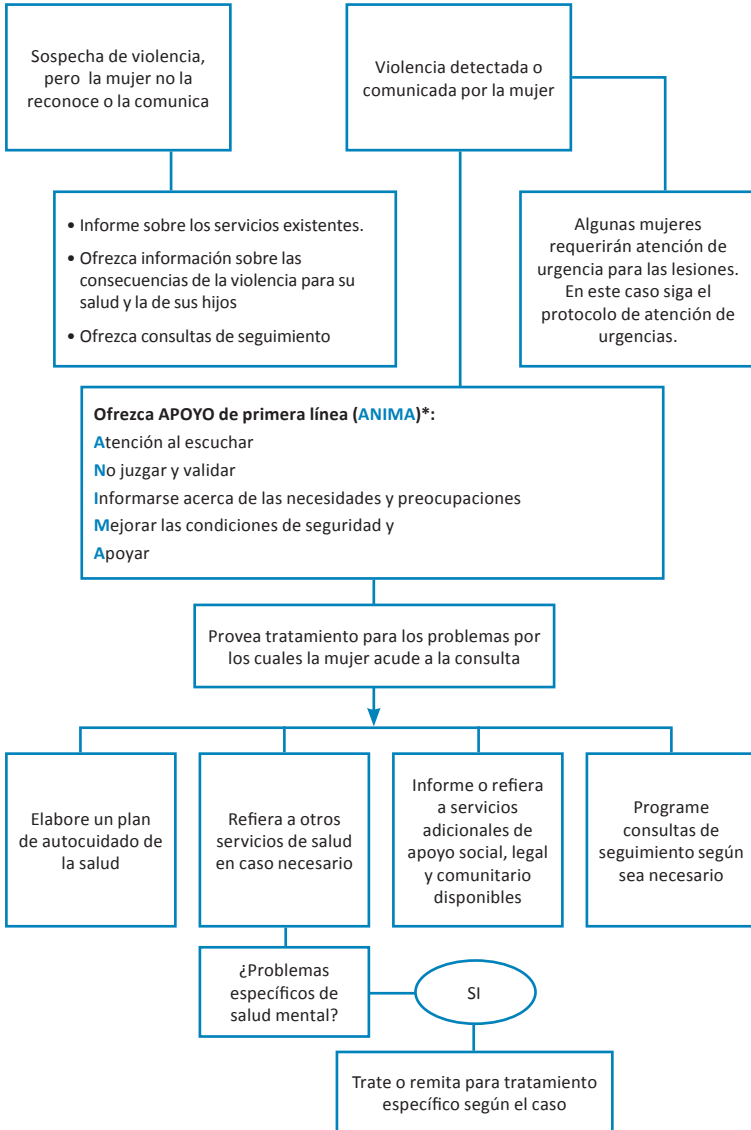 Sospecha de violencia,
pero la mujer no la
reconoce o la comunica
Violencia detectada o
comunicada por la mujer
• Informe sobre los servicios existentes.
• Ofrezca información sobre las
consecuencias de la violencia para su
salud y la de sus hijos
• Ofrezca consultas de seguimiento
Algunas mujeres
requerirán atención de
urgencia para las lesiones.
En este caso siga el
protocolo de atención de
urgencias.
Ofrezca APOYO de primera línea (ANIMA)*:
Atención al escuchar
No juzgar y validar
Informarse acerca de las necesidades y preocupaciones
Mejorar las condiciones de seguridad y
Apoyar
Provea tratamiento para los problemas por
los cuales la mujer acude a la consulta
Elabore un plan
de autocuidado de
la salud
Refiera a otros
servicios de salud
en caso necesario
Informe o refiera
a servicios
adicionales de
apoyo social, legal
y comunitario
disponibles
Programe
consultas de
seguimiento según
sea necesario
¿Problemas
específicos de
salud mental?
SI
Trate o remita para tratamiento
específico según el caso